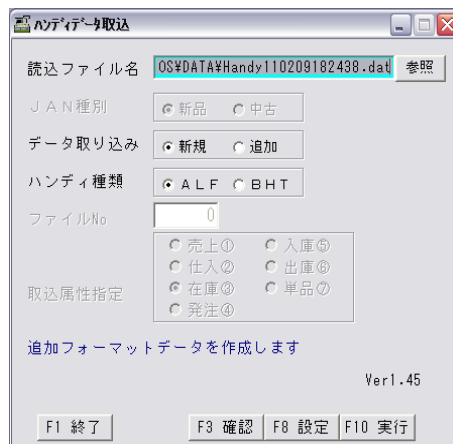 ﾊﾝﾃﾞｨﾃﾞｰﾀ取込
読込ファイル名 OS¥DATA¥Handy110209182438.dat 参照
ＪＡＮ種別 新品 中古
データ取り込み 新規 追加
ハンディ種類 ＡＬＦ ＢＨＴ
ファイルNo 0
売上① 入庫⑤
仕入② 出庫⑥
取込属性指定 在庫③ 単品⑦
発注④
追加フォーマットデータを作成します
Ver1.45
F1 終了 F3 確認 F8 設定 F10 実行